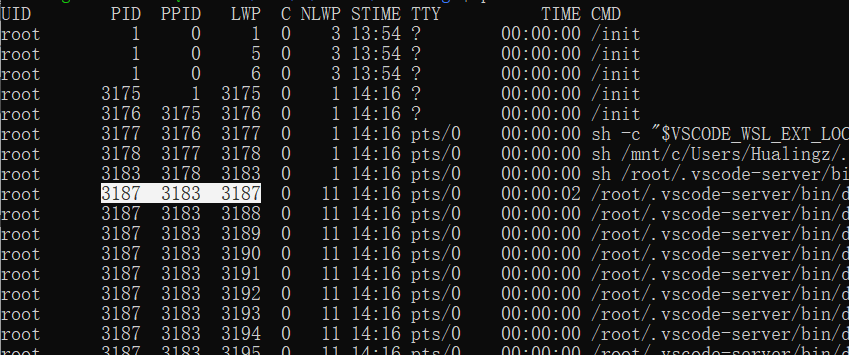 UID PID PPID LWP C NLWP STIME TTY TIME CMD
root 1 0 1 0 3 13:54 ? 00:00:00 /init
root 1 0 5 0 3 13:54 ? 00:00:00 /init
root 1 0 6 0 3 13:54 ? 00:00:00 /init
root 3175 1 3175 0 1 14:16 ? 00:00:00 /init
root 3176 3175 3176 0 1 14:16 ? 00:00:00 /init
root 3177 3176 3177 0 1 14:16 pts/0 00:00:00 sh -c "$VSCODE_WSL_EXT_LOC
root 3178 3177 3178 0 1 14:16 pts/0 00:00:00 sh /mnt/c/Users/Hualingz/.
root 3183 3178 3183 0 1 14:16 pts/0 00:00:00 sh /root/.vscode-server/bi
root 3187 3183 3187 0 11 14:16 pts/0 00:00:02 /root/.vscode-server/bin/d
root 3187 3183 3188 0 11 14:16 pts/0 00:00:00 /root/.vscode-server/bin/d
root 3187 3183 3189 0 11 14:16 pts/0 00:00:00 /root/.vscode-server/bin/d
root 3187 3183 3190 0 11 14:16 pts/0 00:00:00 /root/.vscode-server/bin/d
root 3187 3183 3191 0 11 14:16 pts/0 00:00:00 /root/.vscode-server/bin/d
root 3187 3183 3192 0 11 14:16 pts/0 00:00:00 /root/.vscode-server/bin/d
root 3187 3183 3193 0 11 14:16 pts/0 00:00:00 /root/.vscode-server/bin/d
root 3187 3183 3194 0 11 14:16 pts/0 00:00:00 /root/.vscode-server/bin/d
root 3187 3183 3195 0 11 14:16 pts/0 00:00:00 /root/.vscode-server/bin/d